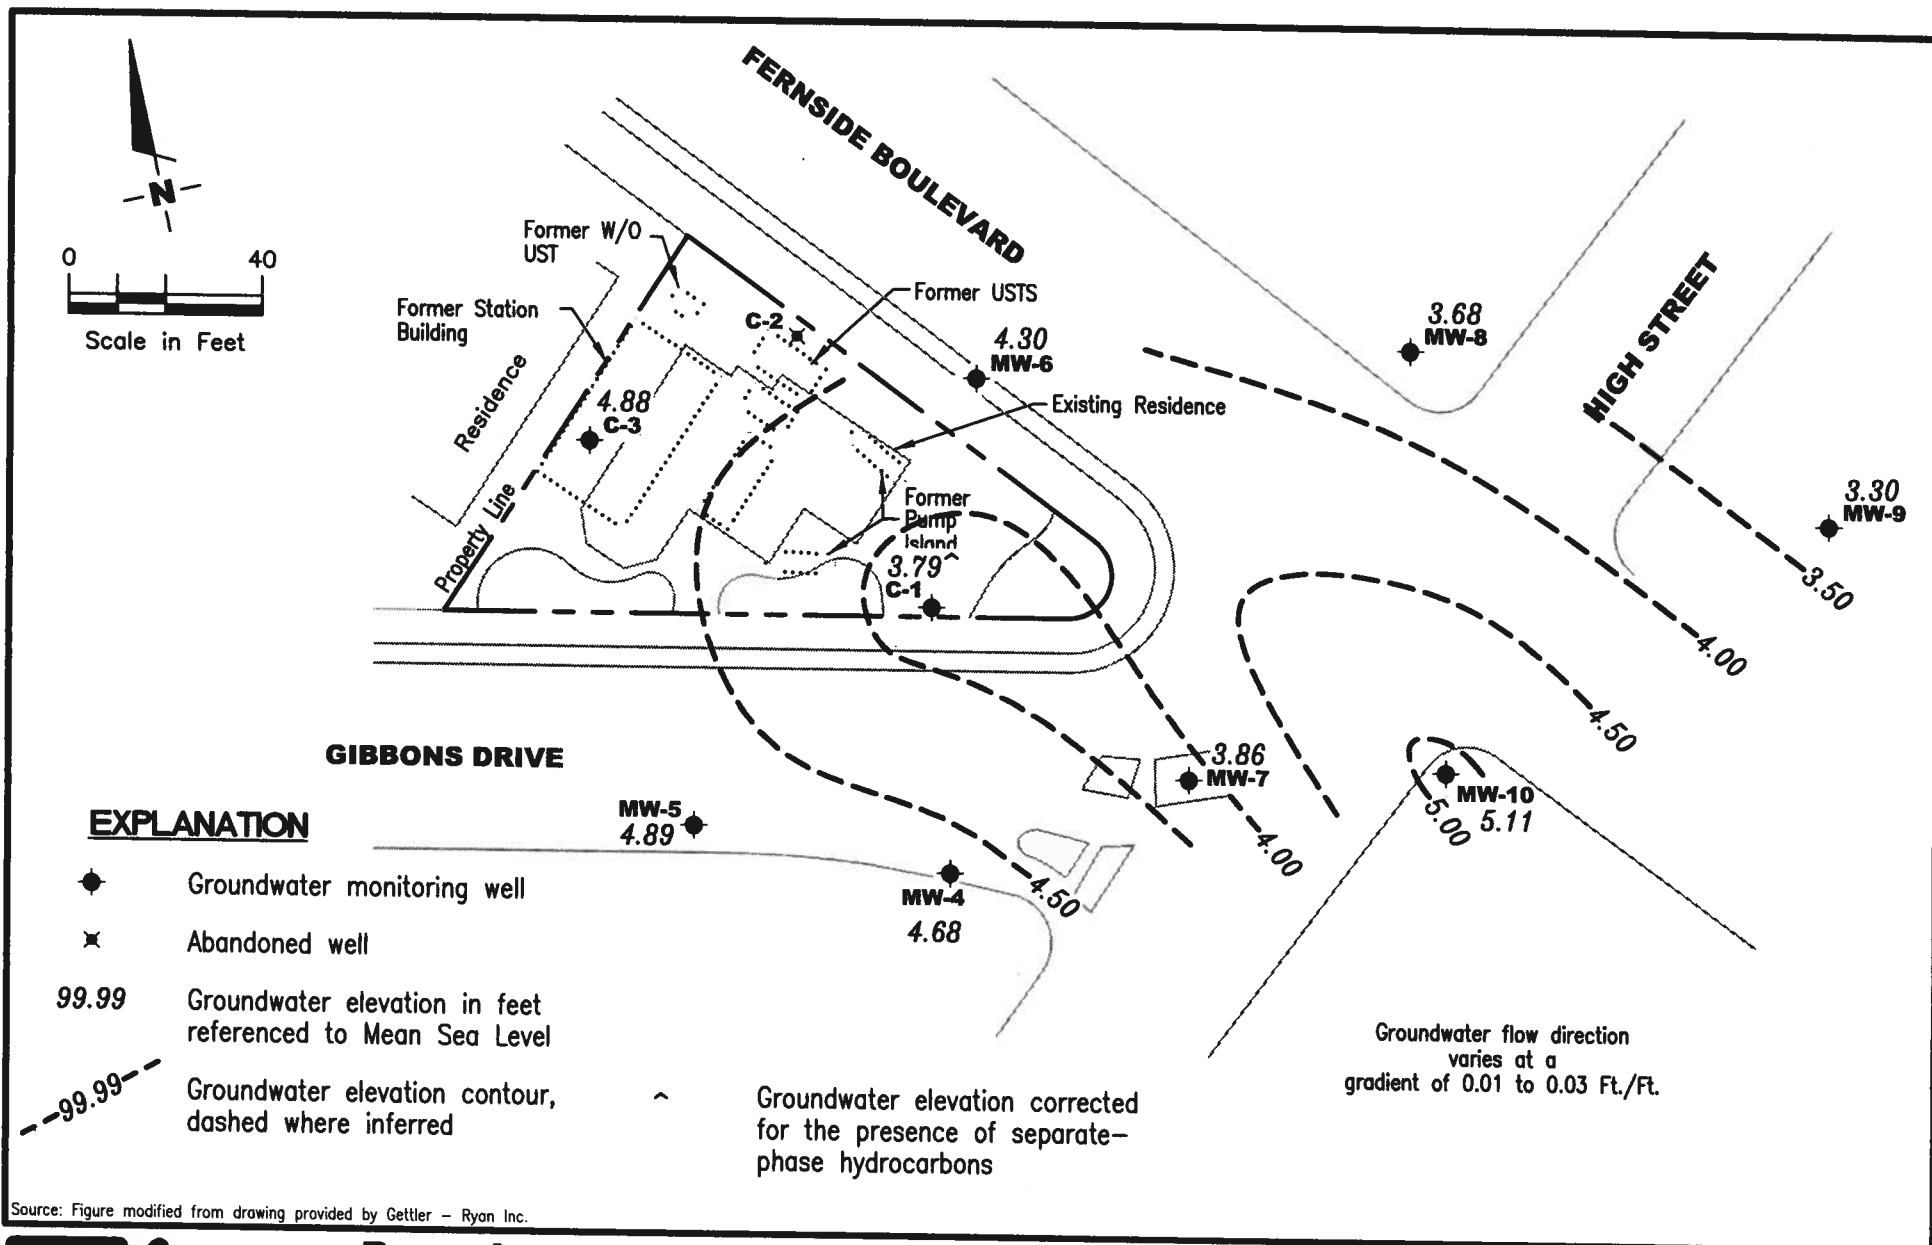 FERNSIDE BOULEVARD
N
0 40
Scale in Feet
Former W/O
UST
Former Station
Building
Residence
Property Line
C-2
Former USTS
4.30
MW-6
Existing Residence
4.88
C-3
Former
Pump
Island
3.79^
C-1
3.68
MW-8
HIGH STREET
3.30
MW-9
3.50
4.00
4.50
GIBBONS DRIVE
MW-5
4.89
MW-4
4.68
4.50
3.86
MW-7
4.00
MW-10
5.11
5.00
EXPLANATION
Groundwater monitoring well
Abandoned well
99.99 Groundwater elevation in feet
referenced to Mean Sea Level
99.99 Groundwater elevation contour,
dashed where inferred
^ Groundwater elevation corrected
for the presence of separate-
phase hydrocarbons
Groundwater flow direction
varies at a
gradient of 0.01 to 0.03 Ft./Ft.
Source: Figure modified from drawing provided by Gettler - Ryan Inc.